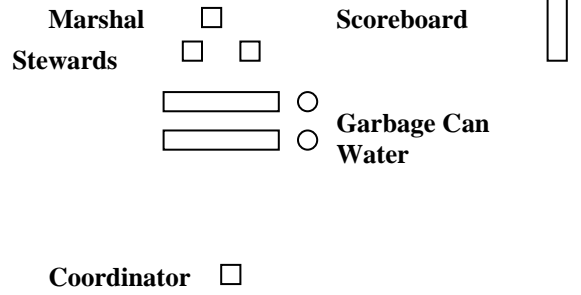 Marshal
Scoreboard
Stewards
Garbage Can
Water
Coordinator